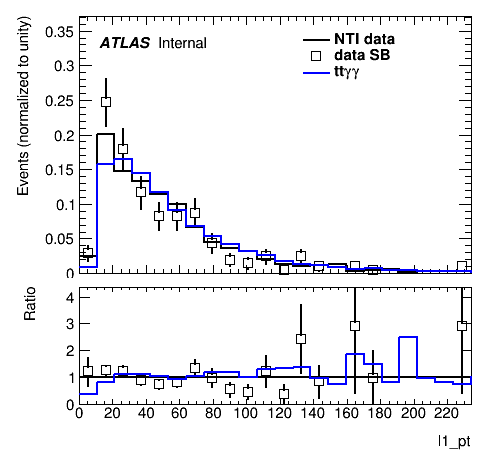 0.35
0.3
0.25
0.2
0.15
0.1
0.05
0
Events (normalized to unity)
ATLAS Internal
NTI data
data SB
ttγγ
4
3
2
1
0
Ratio
0 20 40 60 80 100 120 140 160 180 200 220
l1_pt